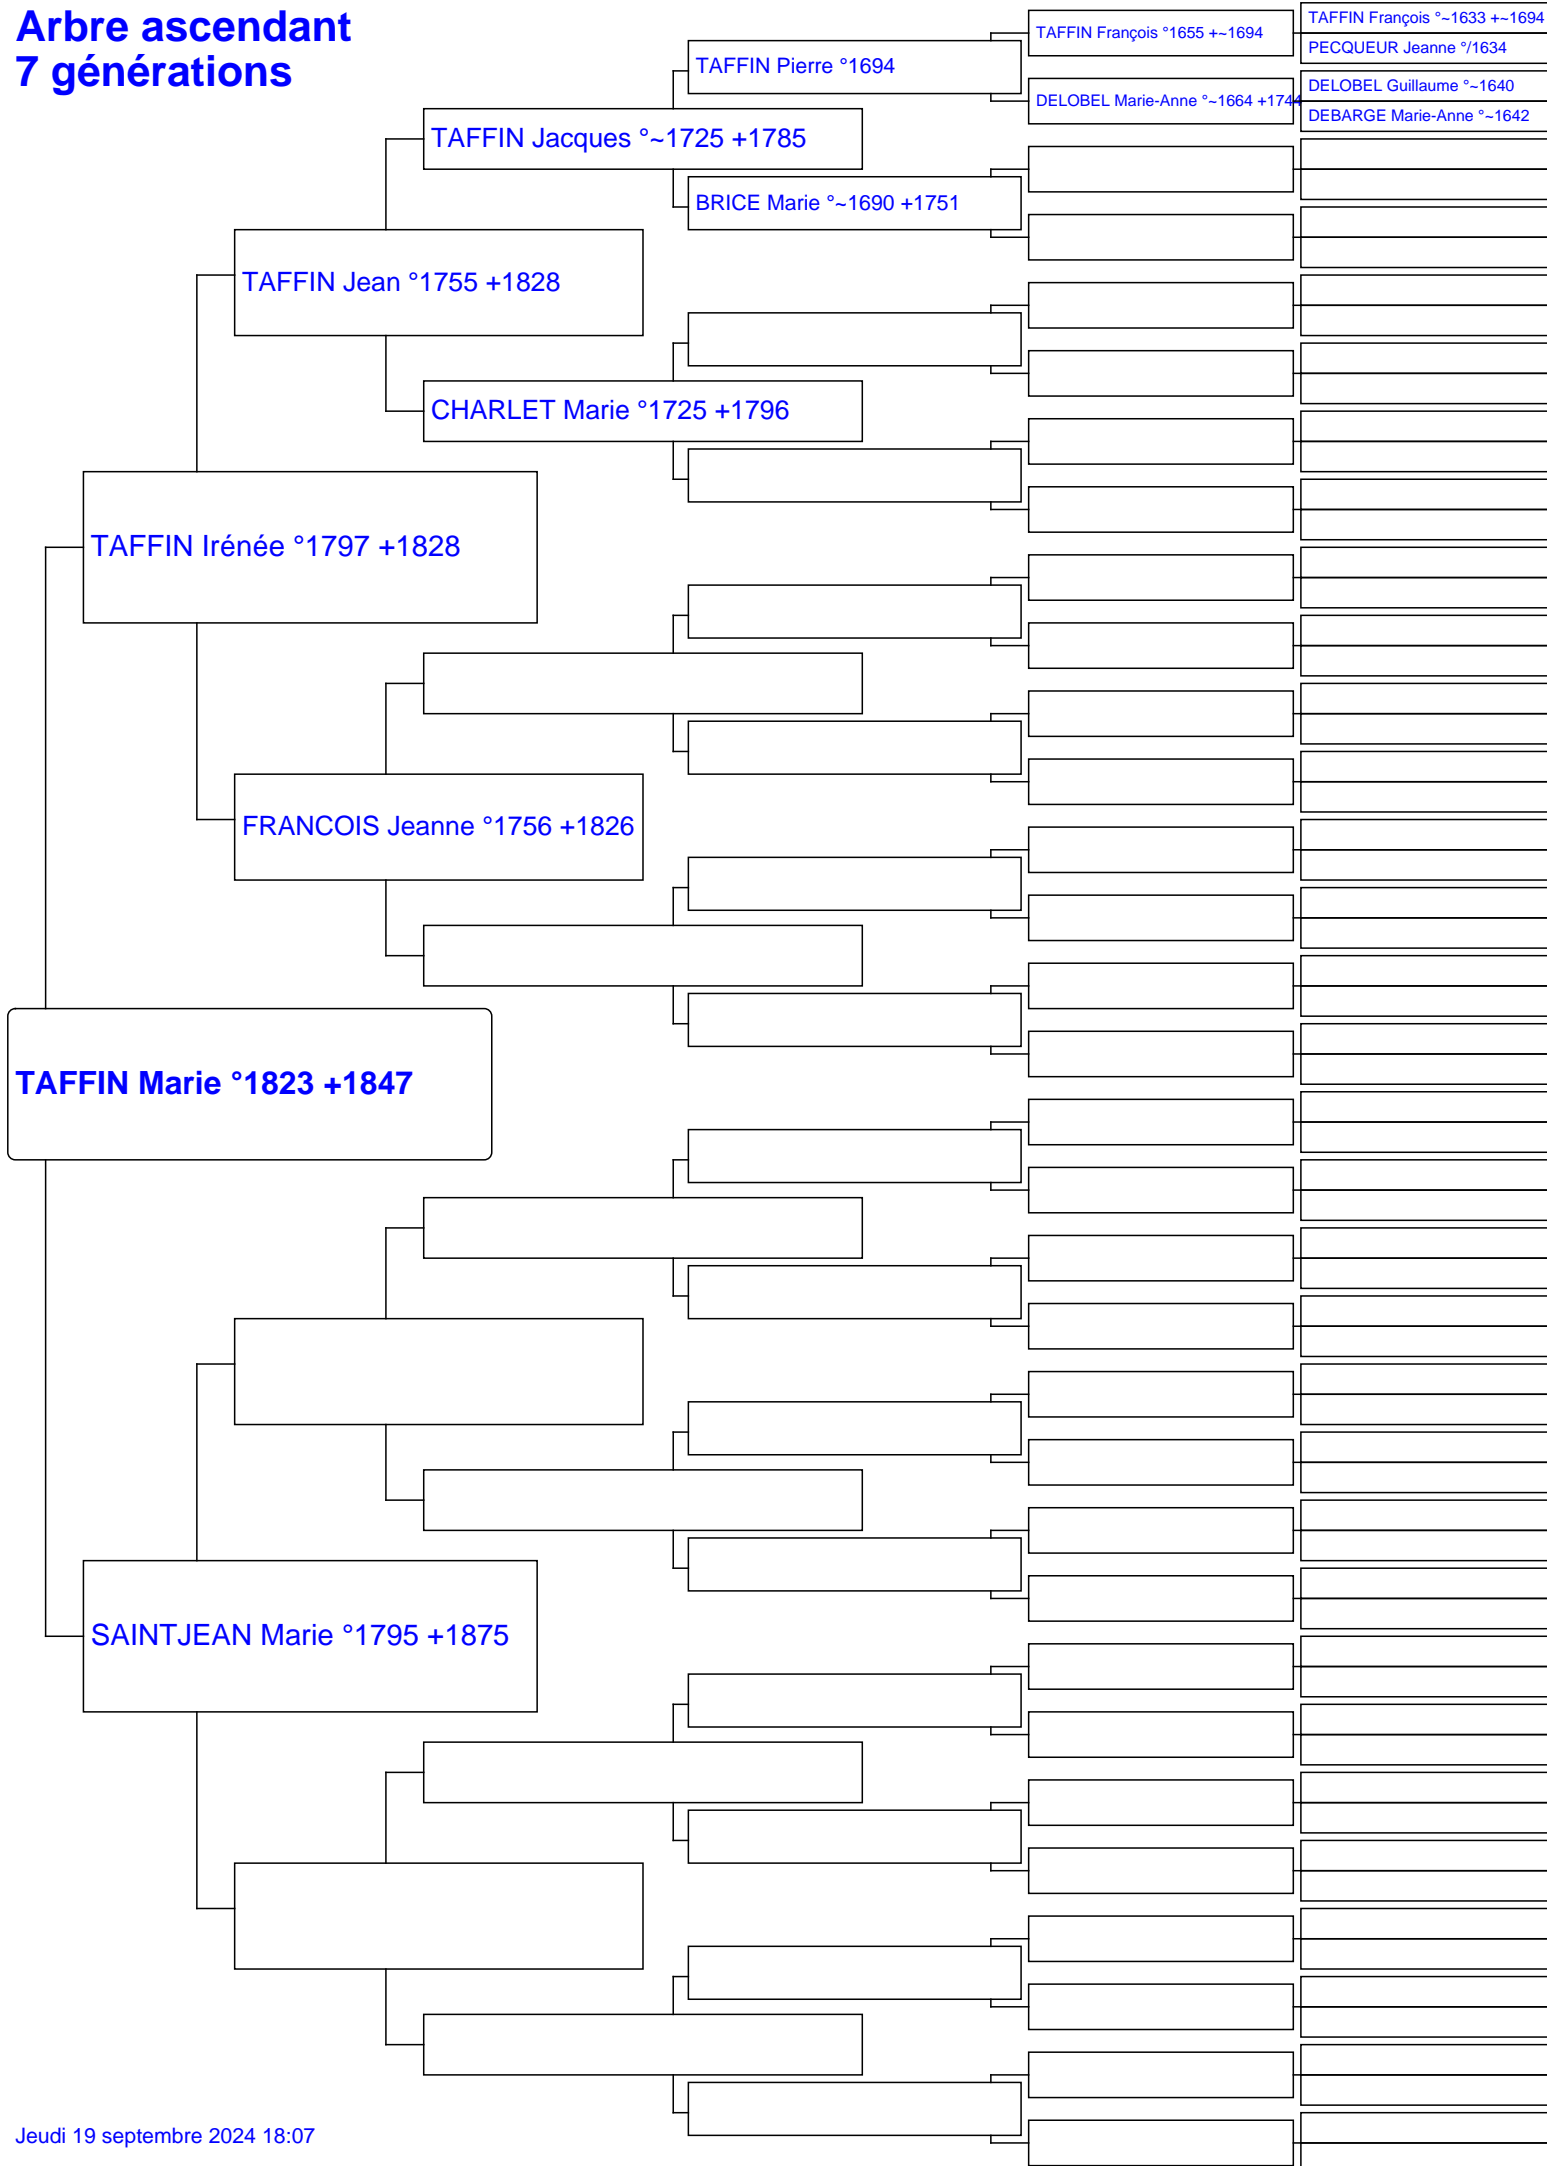 Arbre ascendant
7 générations
TAFFIN François °1655 +~1694
TAFFIN François °~1633 +~1694
PECQUEUR Jeanne °/1634
TAFFIN Pierre °1694
DELOBEL Marie-Anne °~1664 +1744
DELOBEL Guillaume °~1640
DEBARGE Marie-Anne °~1642
TAFFIN Jacques °~1725 +1785
BRICE Marie °~1690 +1751
TAFFIN Jean °1755 +1828
CHARLET Marie °1725 +1796
TAFFIN Irénée °1797 +1828
FRANCOIS Jeanne °1756 +1826
TAFFIN Marie °1823 +1847
SAINTJEAN Marie °1795 +1875
Jeudi 19 septembre 2024 18:07